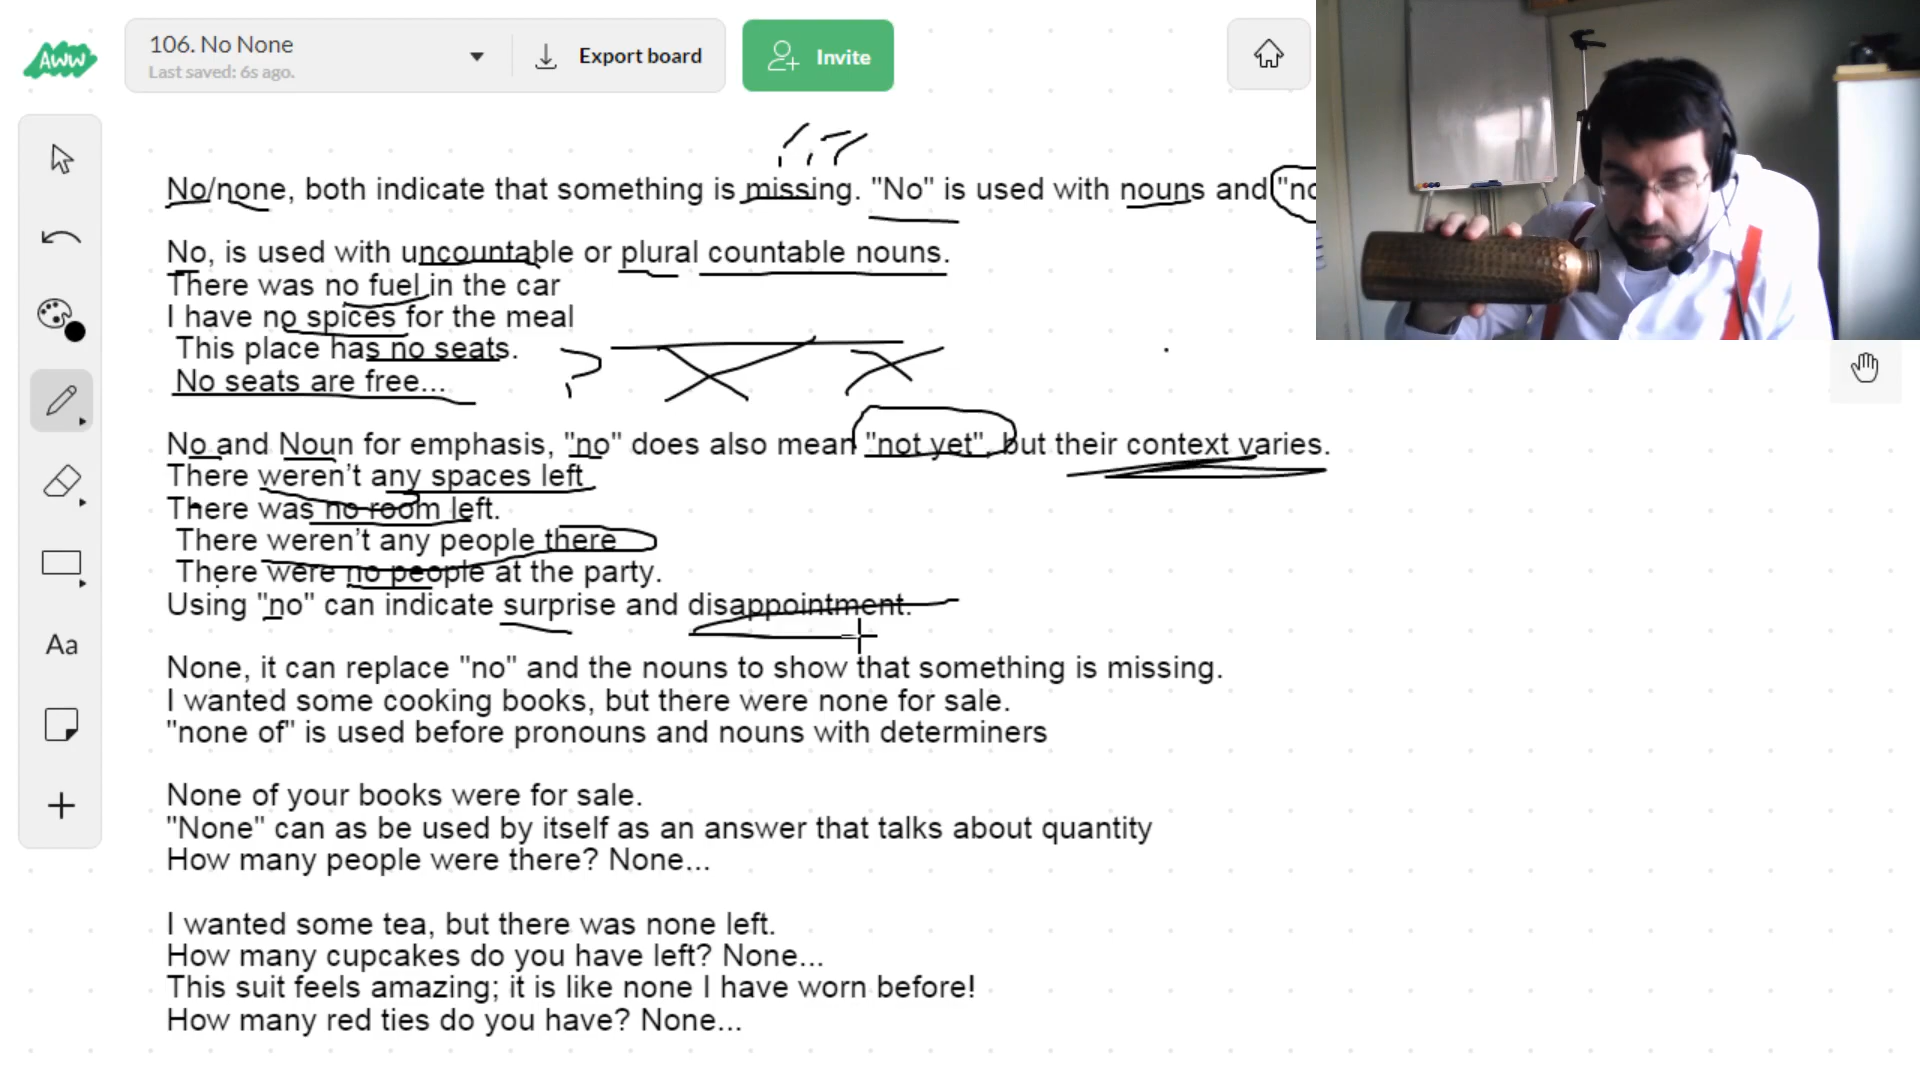 AWW
106. No None
Last saved: 6s ago.
Export board
Invite
No/none, both indicate that something is missing. "No" is used with nouns and "no
No, is used with uncountable or plural countable nouns.
There was no fuel in the car
I have no spices for the meal
This place has no seats.
No seats are free...
No and Noun for emphasis, "no" does also mean "not yet", but their context varies.
There weren't any spaces left
There was no room left.
There weren't any people there
There were no people at the party.
Using "no" can indicate surprise and disappointment.
Aa
None, it can replace "no" and the nouns to show that something is missing.
I wanted some cooking books, but there were none for sale.
"none of" is used before pronouns and nouns with determiners
None of your books were for sale.
"None" can as be used by itself as an answer that talks about quantity
How many people were there? None...
I wanted some tea, but there was none left.
How many cupcakes do you have left? None...
This suit feels amazing; it is like none I have worn before!
How many red ties do you have? None...